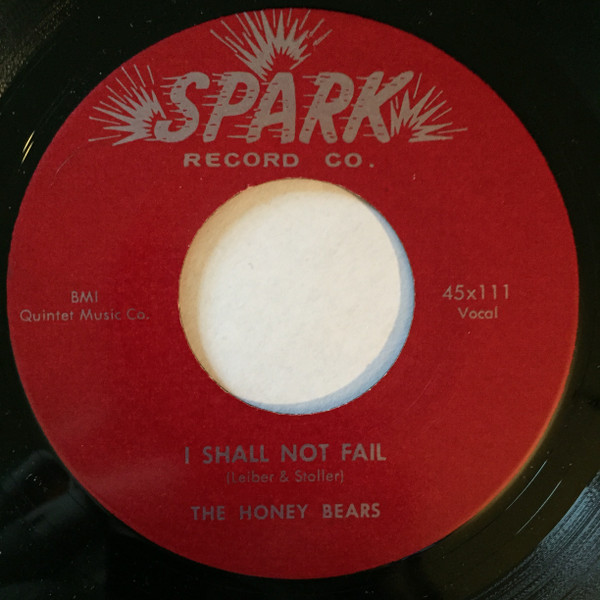 SPARK
RECORD CO.
BMI
Quintet Music Co.
45x111
Vocal
I SHALL NOT FAIL
(Leiber & Stoller)
THE HONEY BEARS